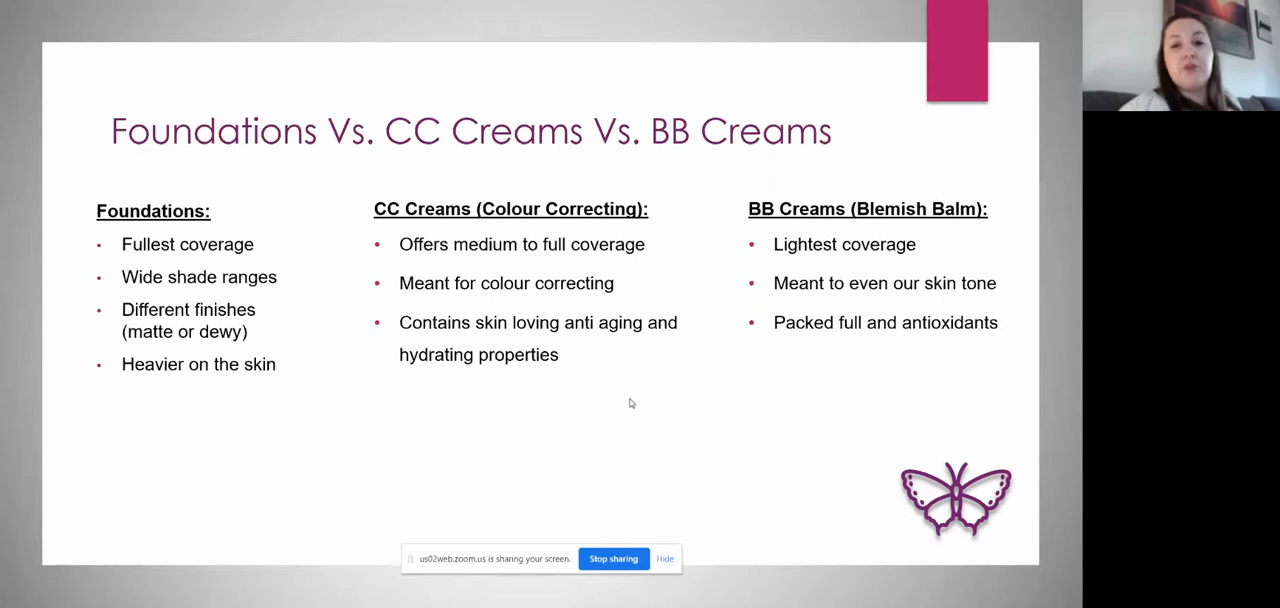 Foundations Vs. CC Creams Vs. BB Creams
Foundations:
• Fullest coverage
• Wide shade ranges
• Different finishes
(matte or dewy)
• Heavier on the skin
CC Creams (Colour Correcting):
• Offers medium to full coverage
• Meant for colour correcting
• Contains skin loving anti aging and
hydrating properties
BB Creams (Blemish Balm):
• Lightest coverage
• Meant to even our skin tone
• Packed full and antioxidants
us02web.zoom.us is sharing your screen. Stop sharing Hide